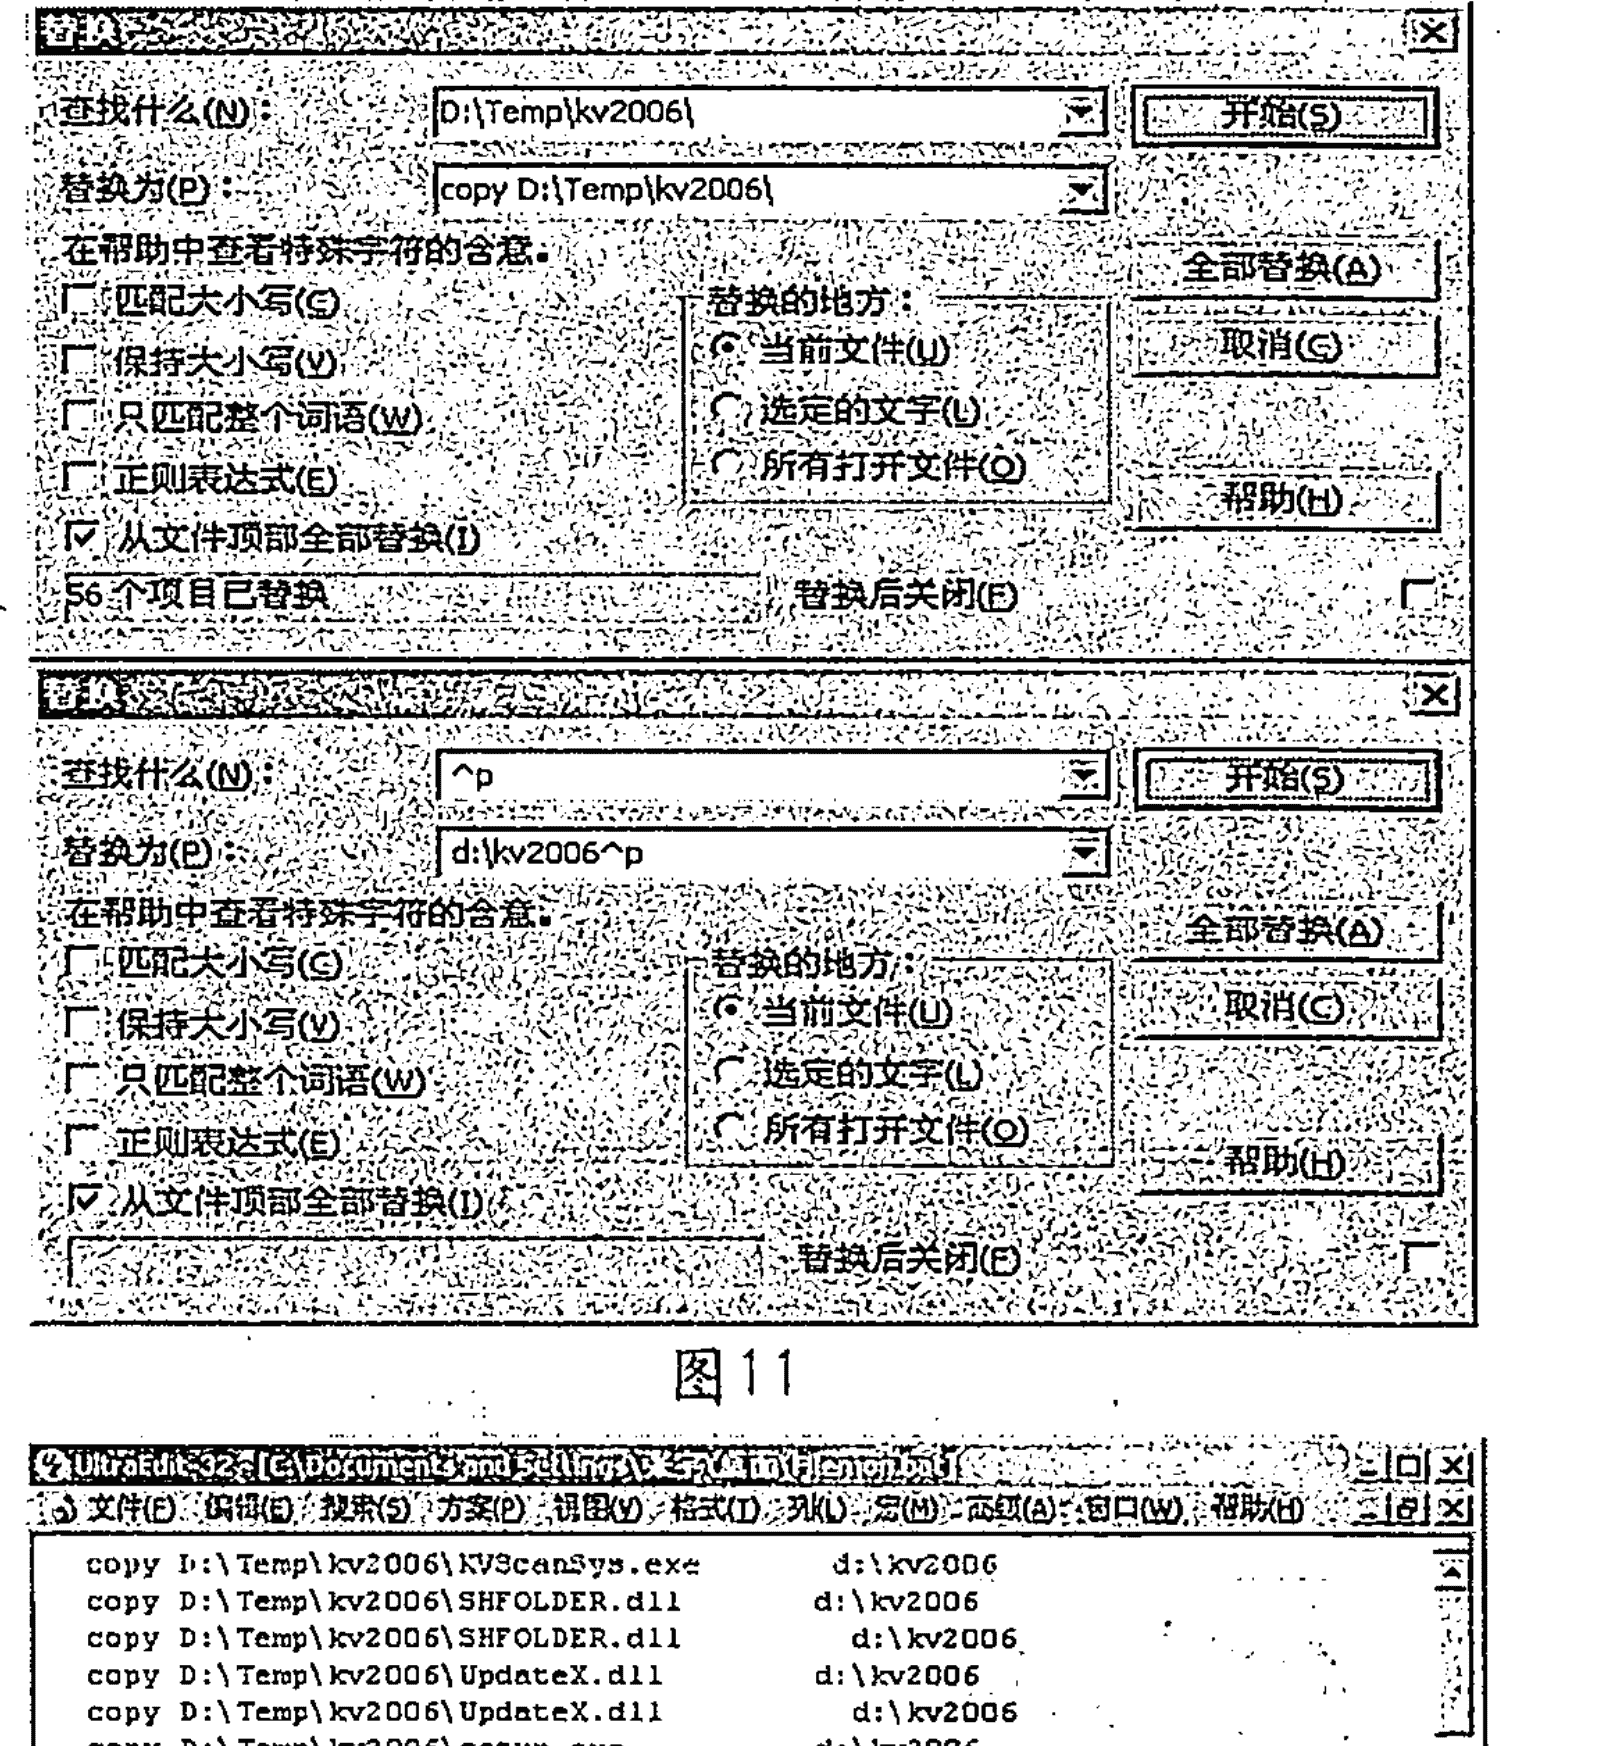 替换
查找什么(N): D:\Temp\kv2006\ 开始(S)
替换为(P): copy D:\Temp\kv2006\
在帮助中查看特殊字符的含意。
全部替换(A)
匹配大小写(C) 替换的地方:
保持大小写(V) 当前文件(U) 取消(C)
只匹配整个词语(W) 选定的文字(L)
正则表达式(E) 所有打开文件(O)
帮助(H)
从文件顶部全部替换(I)
56 个项目已替换 替换后关闭(F)
替换
查找什么(N): ^p 开始(S)
替换为(P): d:\kv2006^p
在帮助中查看特殊字符的含意。
全部替换(A)
匹配大小写(C) 替换的地方:
保持大小写(V) 当前文件(U) 取消(C)
只匹配整个词语(W) 选定的文字(L)
正则表达式(E) 所有打开文件(O)
帮助(H)
从文件顶部全部替换(I)
替换后关闭(F)
图11
UltraEdit-32 - [C:\Documents and Settings\
文件(F) 编辑(E) 搜索(S) 方案(P) 视图(V) 格式(T) 列(L) 宏(M) 高级(A) 窗口(W) 帮助(H)
copy D:\Temp\kv2006\KVScanSys.exe d:\kv2006
copy D:\Temp\kv2006\SHFOLDER.dll d:\kv2006
copy D:\Temp\kv2006\SHFOLDER.dll d:\kv2006
copy D:\Temp\kv2006\UpdateX.dll d:\kv2006
copy D:\Temp\kv2006\UpdateX.dll d:\kv2006